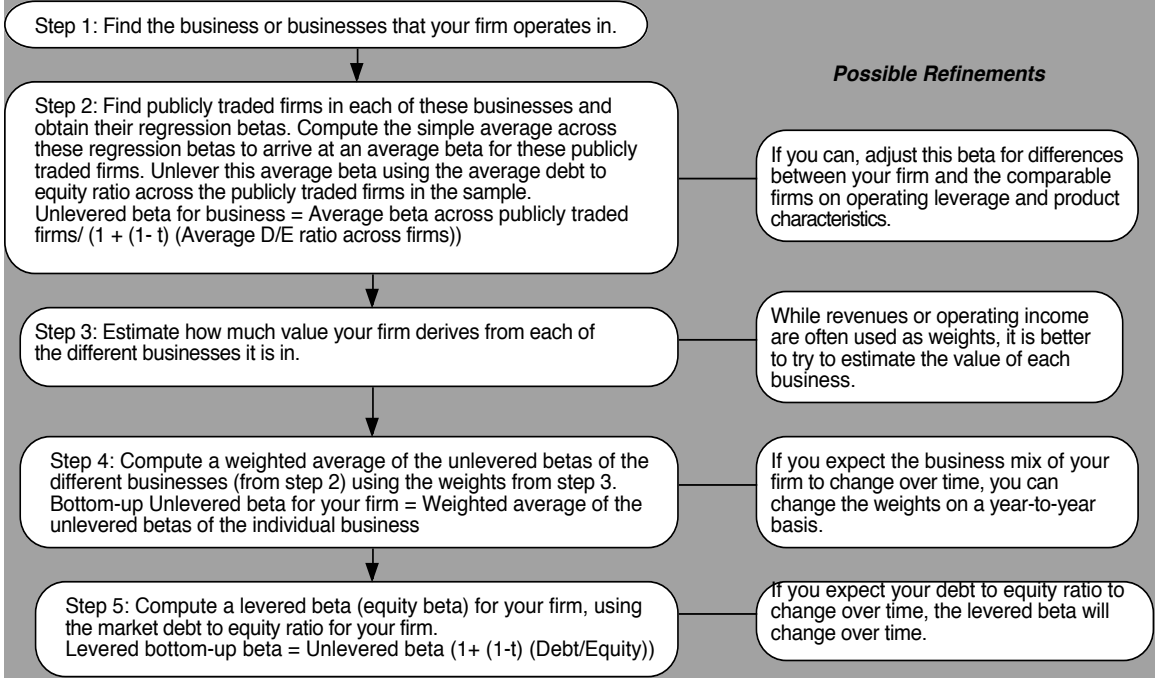 Step 1: Find the business or businesses that your firm operates in.
Possible Refinements
Step 2: Find publicly traded firms in each of these businesses and
obtain their regression betas. Compute the simple average across
these regression betas to arrive at an average beta for these publicly
traded firms. Unlever this average beta using the average debt to
equity ratio across the publicly traded firms in the sample.
Unlevered beta for business = Average beta across publicly traded
firms/ (1 + (1- t) (Average D/E ratio across firms))
If you can, adjust this beta for differences
between your firm and the comparable
firms on operating leverage and product
characteristics.
Step 3: Estimate how much value your firm derives from each of
the different businesses it is in.
While revenues or operating income
are often used as weights, it is better
to try to estimate the value of each
business.
Step 4: Compute a weighted average of the unlevered betas of the
different businesses (from step 2) using the weights from step 3.
Bottom-up Unlevered beta for your firm = Weighted average of the
unlevered betas of the individual business
If you expect the business mix of your
firm to change over time, you can
change the weights on a year-to-year
basis.
Step 5: Compute a levered beta (equity beta) for your firm, using
the market debt to equity ratio for your firm.
Levered bottom-up beta = Unlevered beta (1+ (1-t) (Debt/Equity))
If you expect your debt to equity ratio to
change over time, the levered beta will
change over time.